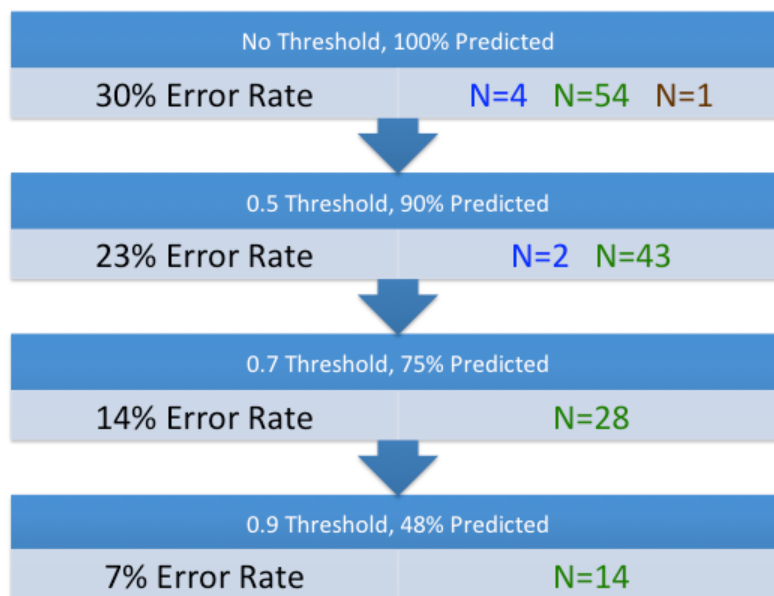 No Threshold, 100% Predicted
30% Error Rate N=4 N=54 N=1
0.5 Threshold, 90% Predicted
23% Error Rate N=2 N=43
0.7 Threshold, 75% Predicted
14% Error Rate N=28
0.9 Threshold, 48% Predicted
7% Error Rate N=14